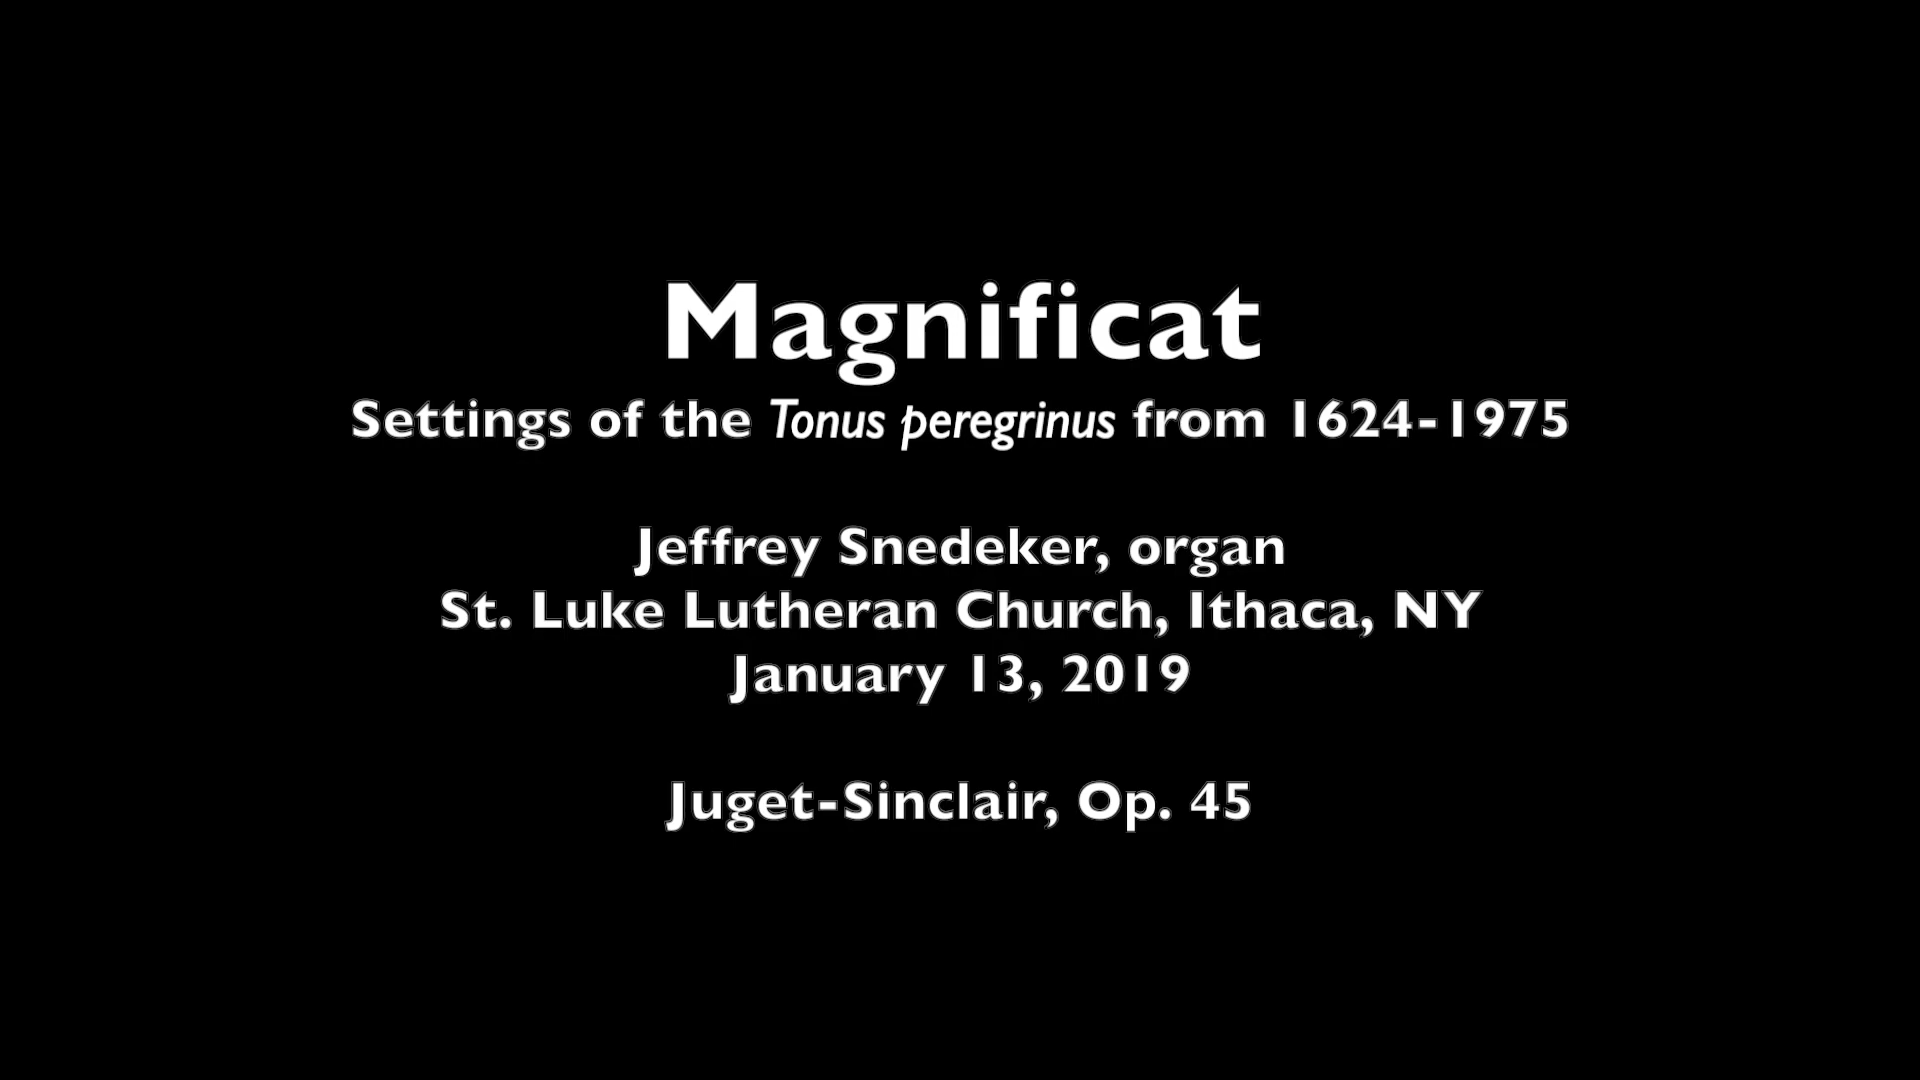 Magnificat
Settings of the Tonus peregrinus from 1624-1975
Jeffrey Snedeker, organ
St. Luke Lutheran Church, Ithaca, NY
January 13, 2019
Juget-Sinclair, Op. 45